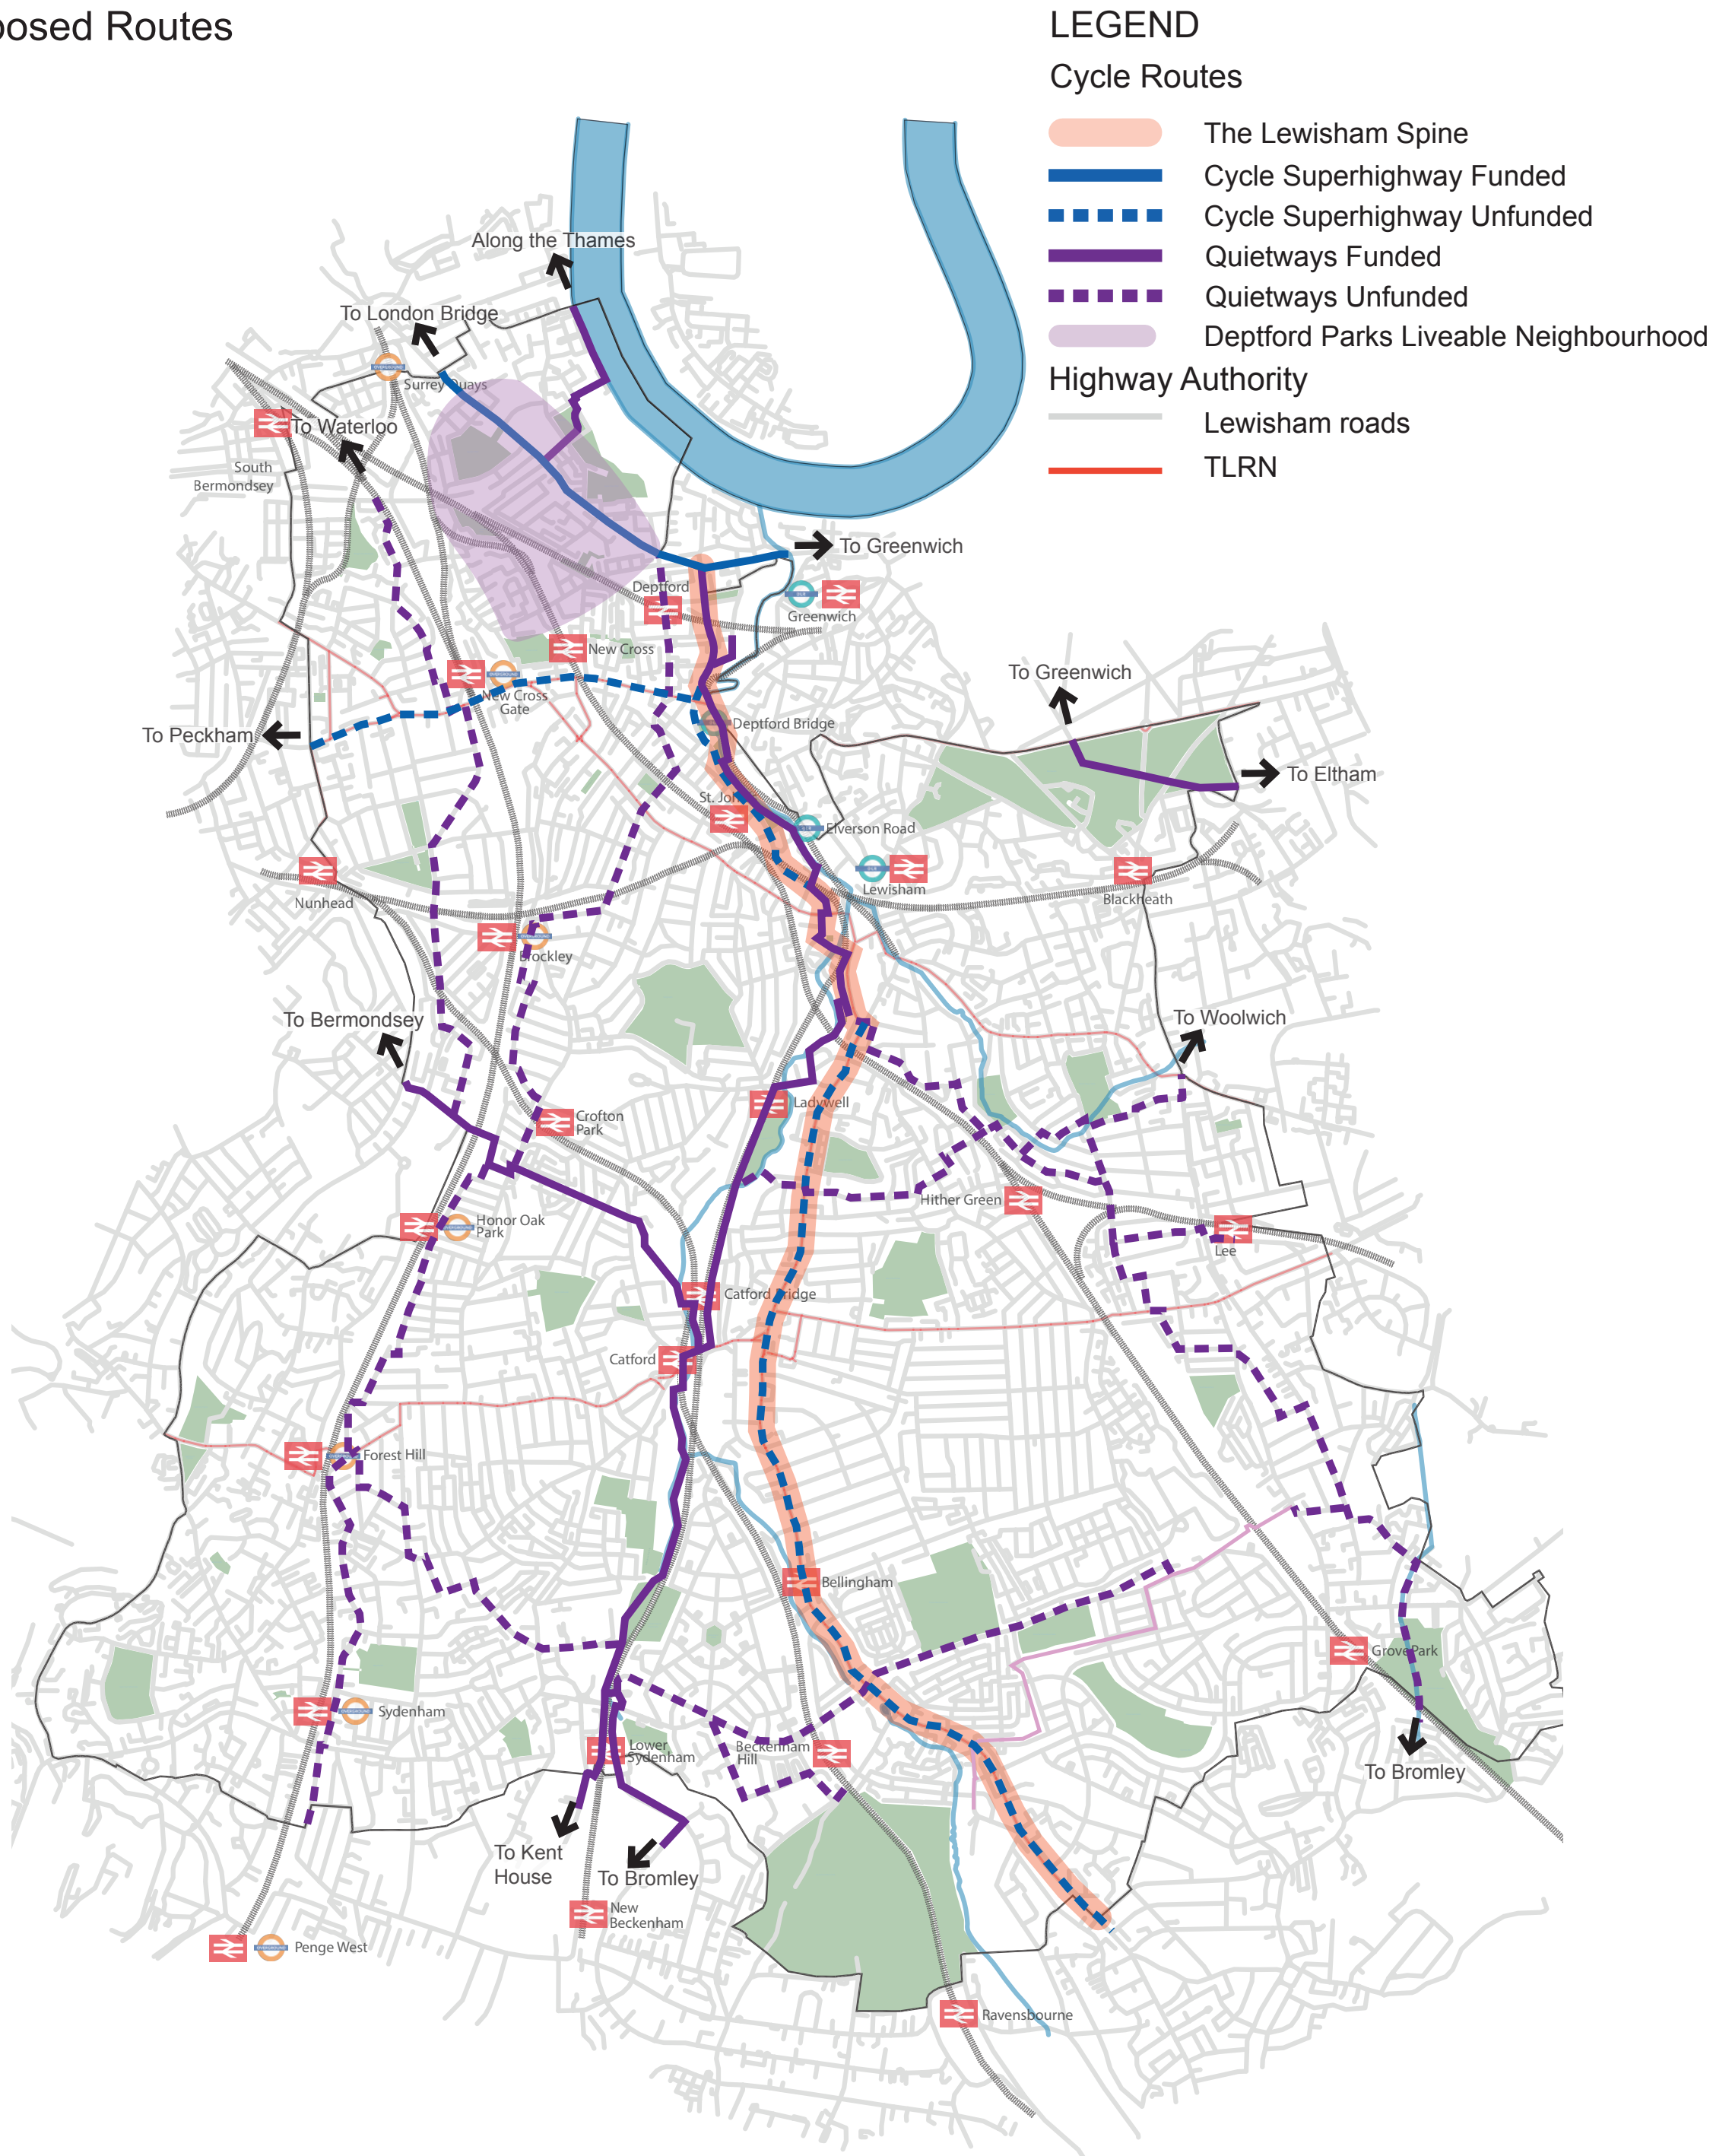 posed Routes
LEGEND
Cycle Routes
The Lewisham Spine
Cycle Superhighway Funded
Cycle Superhighway Unfunded
Quietways Funded
Quietways Unfunded
Deptford Parks Liveable Neighbourhood
Highway Authority
Lewisham roads
TLRN
Along the Thames
To London Bridge
Surrey Quays
To Waterloo
South
Bermondsey
To Greenwich
Deptford
Greenwich
New Cross
New Cross
Gate
To Greenwich
To Peckham
Deptford Bridge
To Eltham
St. Johns
Elverson Road
Lewisham
Nunhead
Blackheath
Brockley
To Bermondsey
To Woolwich
Ladywell
Crofton
Park
Hither Green
Honor Oak
Park
Lee
Catford Bridge
Catford
Forest Hill
Bellingham
Grove Park
Sydenham
Lower
Sydenham
Beckenham
Hill
To Bromley
To Kent
House
To Bromley
New
Beckenham
Penge West
Ravensbourne